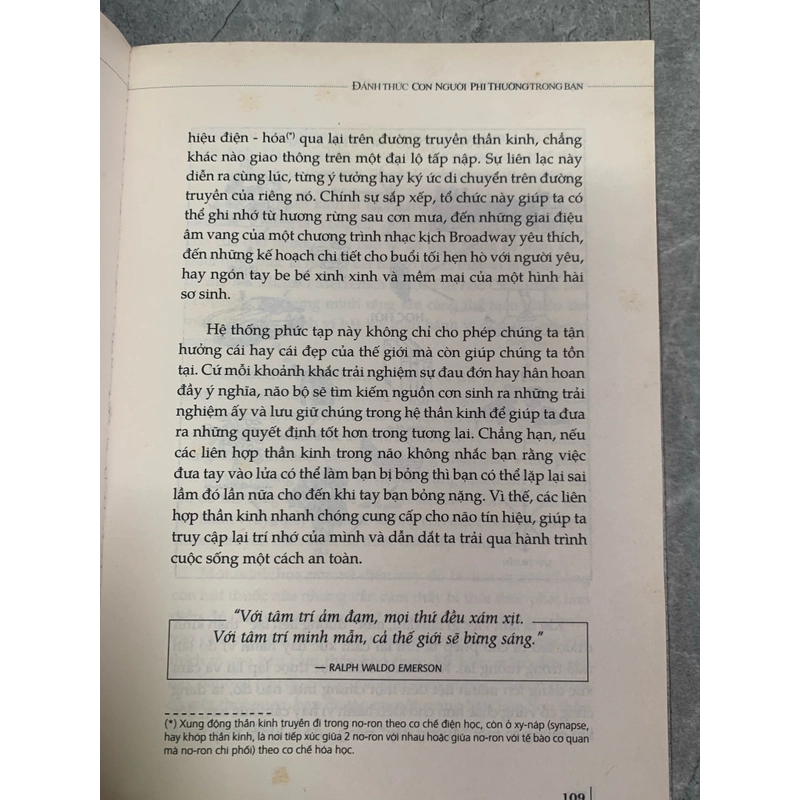 ĐÁNH THỨC CON NGƯỜI PHI THƯỜNG TRONG BẠN
hiệu điện - hóa(*) qua lại trên đường truyền thần kinh, chẳng
khác nào giao thông trên một đại lộ tấp nập. Sự liên lạc này
diễn ra cùng lúc, từng ý tưởng hay ký ức di chuyển trên đường
truyền của riêng nó. Chính sự sắp xếp, tổ chức này giúp ta có
thể ghi nhớ từ hương rừng sau cơn mưa, đến những giai điệu
âm vang của một chương trình nhạc kịch Broadway yêu thích,
đến những kế hoạch chi tiết cho buổi tối hẹn hò với người yêu,
hay ngón tay be bé xinh xinh và mềm mại của một hình hài
sơ sinh.
Hệ thống phức tạp này không chỉ cho phép chúng ta tận
hưởng cái hay cái đẹp của thế giới mà còn giúp chúng ta tồn
tại. Cứ mỗi khoảnh khắc trải nghiệm sự đau đớn hay hân hoan
đầy ý nghĩa, não bộ sẽ tìm kiếm nguồn cơn sinh ra những trải
nghiệm ấy và lưu giữ chúng trong hệ thần kinh để giúp ta đưa
ra những quyết định tốt hơn trong tương lai. Chẳng hạn, nếu
các liên hợp thần kinh trong não không nhắc bạn rằng việc
đưa tay vào lửa có thể làm bạn bị bỏng thì bạn có thể lặp lại sai
lầm đó lần nữa cho đến khi tay bạn bỏng nặng. Vì thế, các liên
hợp thần kinh nhanh chóng cung cấp cho não tín hiệu, giúp ta
truy cập lại trí nhớ của mình và dẫn dắt ta trải qua hành trình
cuộc sống một cách an toàn.
"Với tâm trí ảm đạm, mọi thứ đều xám xịt.
Với tâm trí minh mẫn, cả thế giới sẽ bừng sáng."
— RALPH WALDO EMERSON
(*) Xung động thần kinh truyền đi trong nơ-ron theo cơ chế điện học, còn ở xy-náp (synapse,
hay khớp thần kinh, là nơi tiếp xúc giữa 2 nơ-ron với nhau hoặc giữa nơ-ron với tế bào cơ quan
mà nơ-ron chi phối) theo cơ chế hóa học.
109